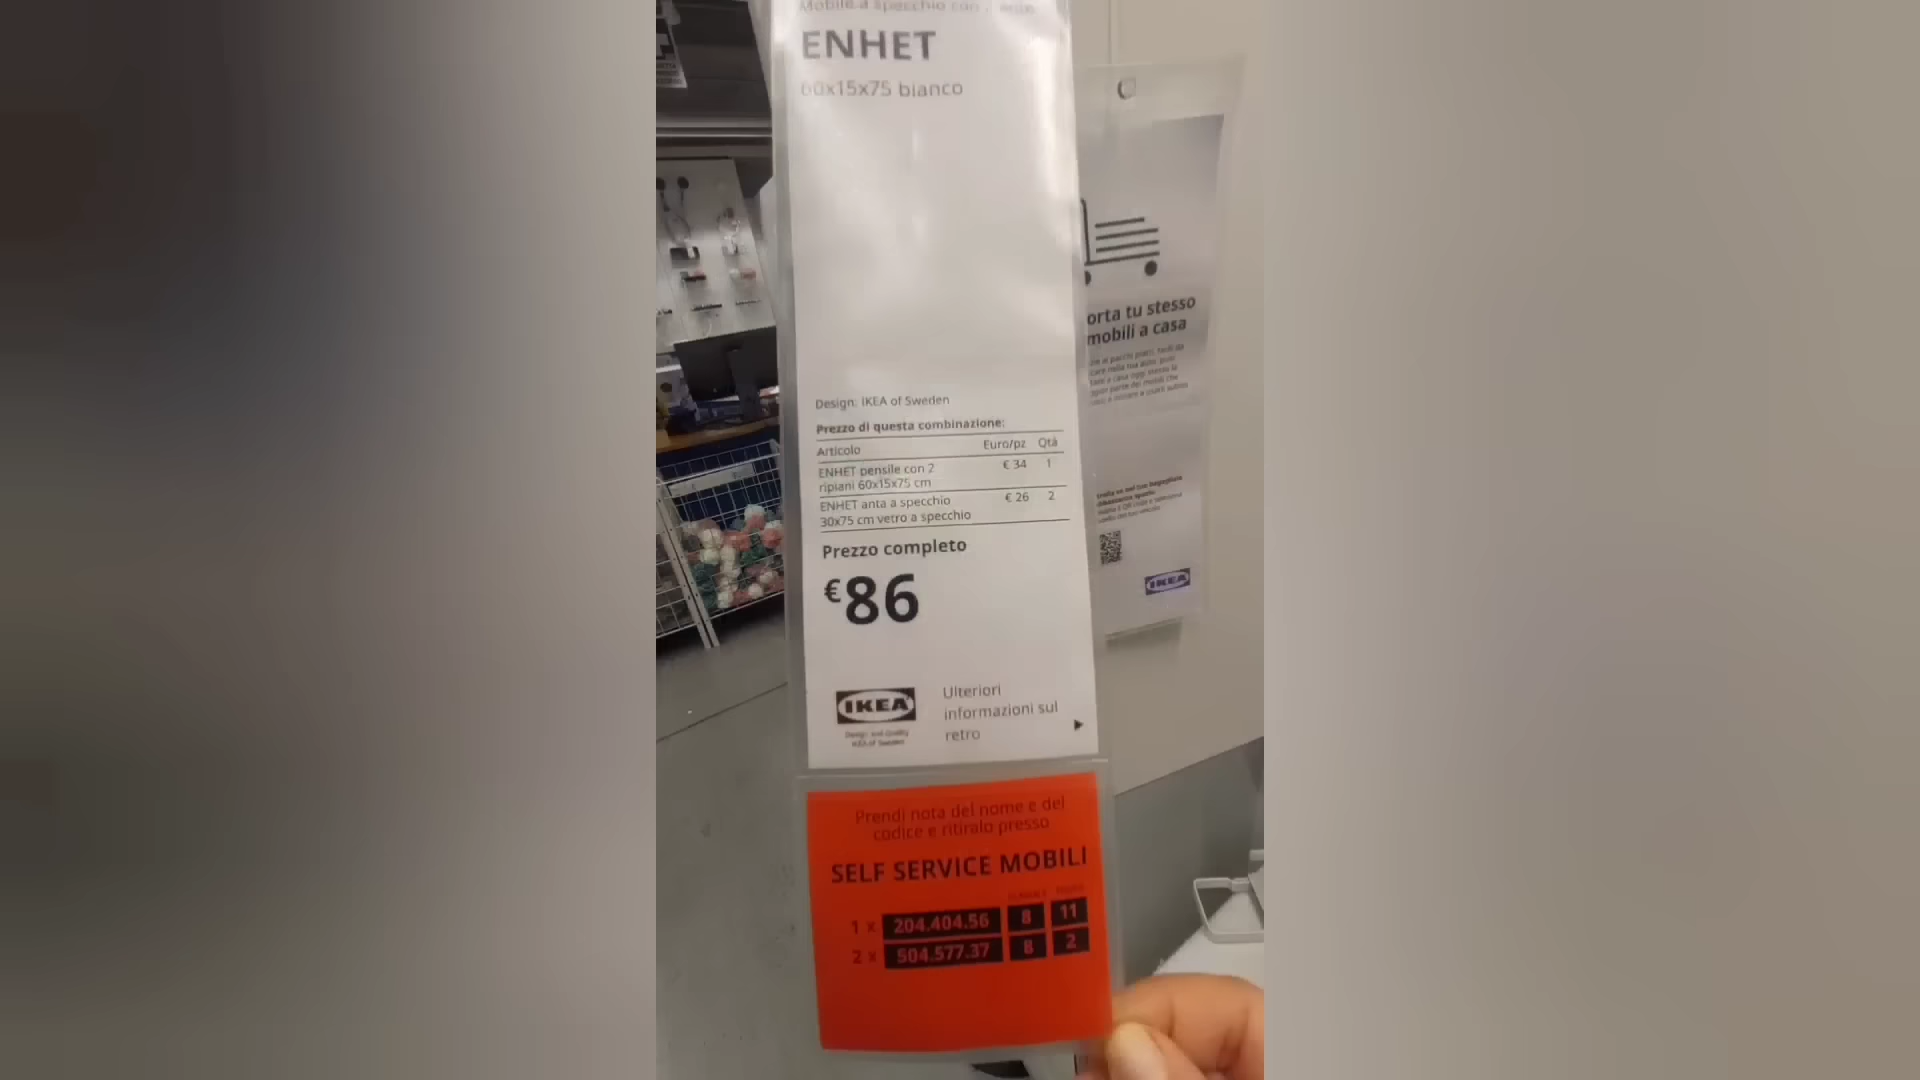 Mobile a specchio con 2 ante
ENHET
60x15x75 bianco
Design: IKEA of Sweden
Prezzo di questa combinazione:
Articolo Euro/pz Qtà
ENHET pensile con 2 € 34 1
ripiani 60x15x75 cm
ENHET anta a specchio € 26 2
30x75 cm vetro a specchio
Prezzo completo
€86
IKEA
Design and Quality
IKEA of Sweden
Ulteriori
informazioni sul
retro
Prendi nota del nome e del
codice e ritiralo presso
SELF SERVICE MOBILI
1 x 204.404.56 8 11
2 x 504.577.37 8 2
orta tu stesso
mobili a casa
IKEA